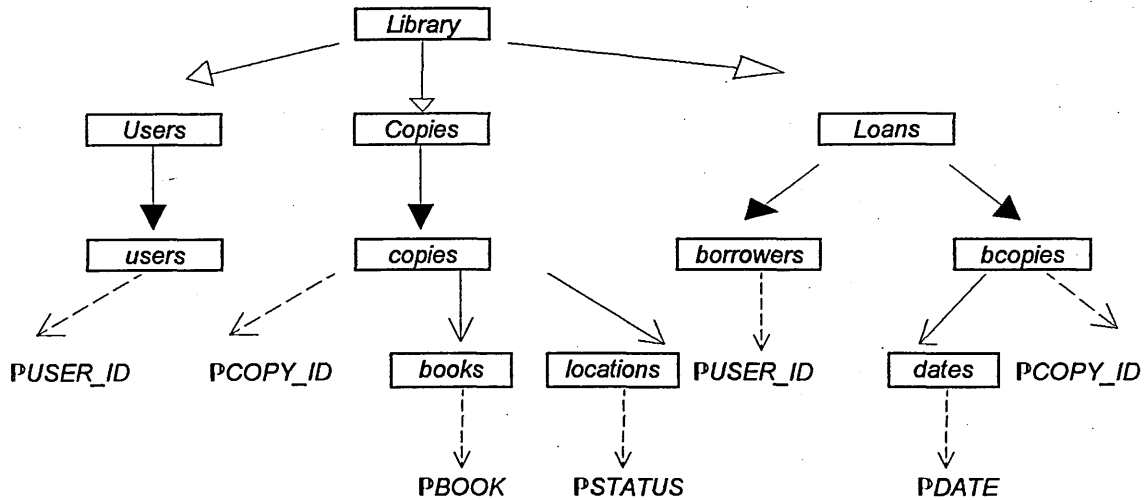 Library
Users Copies Loans
users copies borrowers bcopies
ℙUSER_ID ℙCOPY_ID books locations ℙUSER_ID dates ℙCOPY_ID
ℙBOOK ℙSTATUS ℙDATE